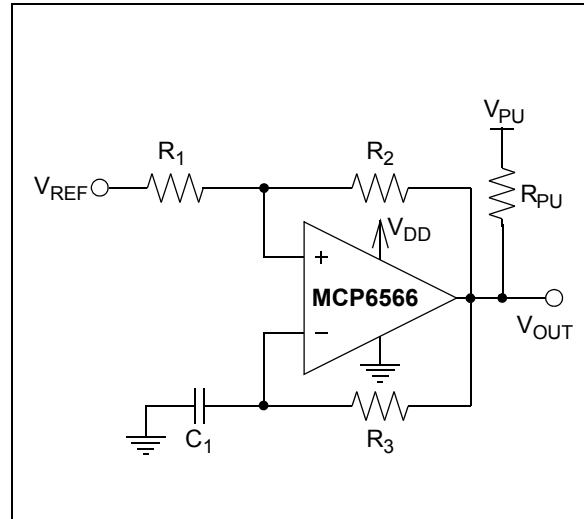 V_PU
R_1
R_2
V_REF
R_PU
V_DD
+
MCP6566
−
V_OUT
C_1
R_3